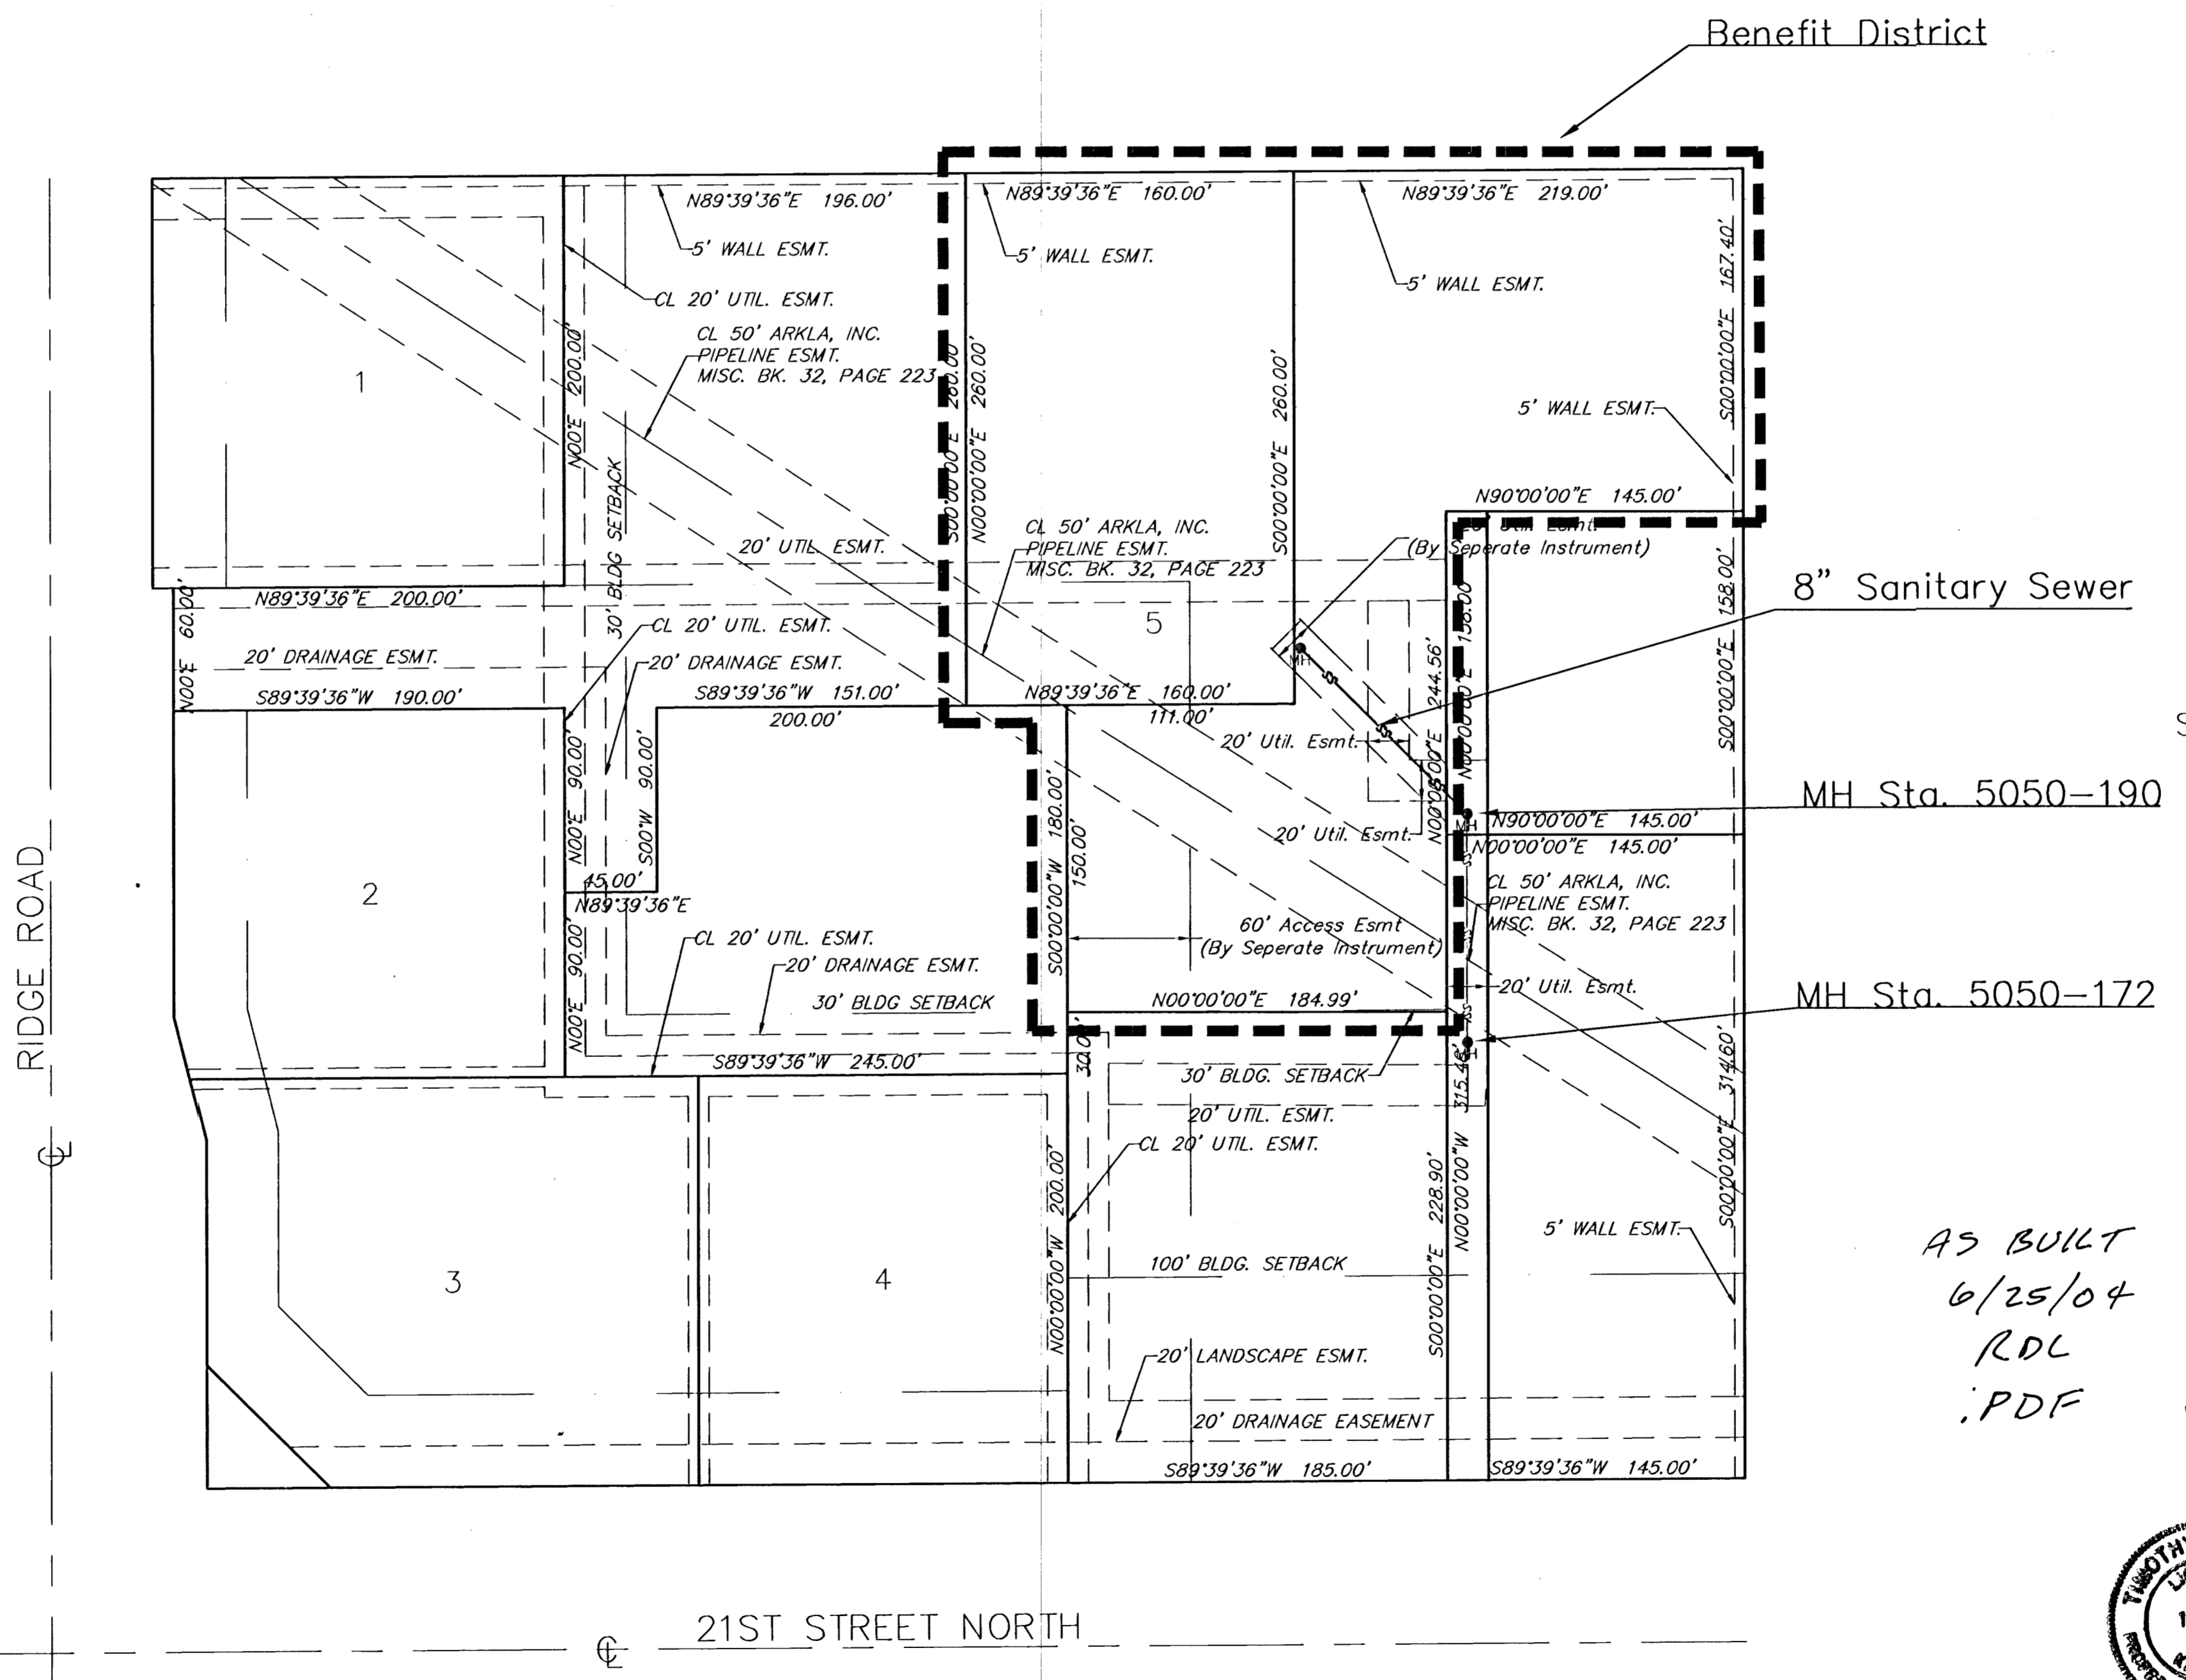 Benefit District
N89°39'36"E 196.00'
N89°39'36"E 160.00'
N89°39'36"E 219.00'
5' WALL ESMT.
5' WALL ESMT.
5' WALL ESMT.
S00°00'00"E 167.40'
CL 20' UTIL. ESMT.
CL 50' ARKLA, INC.
PIPELINE ESMT.
MISC. BK. 32, PAGE 223
1
N00°E 200.00'
30' BLDG SETBACK
S00°00'00"E 260.00'
N00°00'00"E 260.00'
S00°00'00"E 260.00'
5' WALL ESMT.
N90°00'00"E 145.00'
20' Util. Esmt.
(By Seperate Instrument)
CL 50' ARKLA, INC.
PIPELINE ESMT.
MISC. BK. 32, PAGE 223
20' UTIL. ESMT.
8" Sanitary Sewer
N00°E 60.00'
N89°39'36"E 200.00'
CL 20' UTIL. ESMT.
5
20' DRAINAGE ESMT.
20' DRAINAGE ESMT.
MH
SS
SS
N00°00'00"E 158.00'
S00°00'00"E 158.00'
S89°39'36"W 190.00'
S89°39'36"W 151.00'
200.00'
N89°39'36"E 160.00'
111.00'
N00°00'00"E 244.56'
20' Util. Esmt.
N00°E 90.00'
S00°W 90.00'
S00°00'00"W 180.00'
150.00'
20' Util. Esmt.
MH Sta. 5050-190
MH
N90°00'00"E 145.00'
N00°00'00"E 145.00'
2
45.00'
N89°39'36"E
N00°E 90.00'
CL 50' ARKLA, INC.
PIPELINE ESMT.
MISC. BK. 32, PAGE 223
60' Access Esmt
(By Seperate Instrument)
CL 20' UTIL. ESMT.
20' DRAINAGE ESMT.
30' BLDG SETBACK
N00°00'00"E 184.99'
20' Util. Esmt.
MH Sta. 5050-172
RIDGE ROAD
S89°39'36"W 245.00'
30.00'
30' BLDG. SETBACK
20' UTIL. ESMT.
CL 20' UTIL. ESMT.
N00°00'00"W 315.46'
S00°00'00"E 314.60'
N00°00'00"W 200.00'
S00°00'00"E 228.90'
5' WALL ESMT.
3
4
100' BLDG. SETBACK
20' LANDSCAPE ESMT.
20' DRAINAGE EASEMENT
S89°39'36"W 185.00'
S89°39'36"W 145.00'
AS BUILT
6/25/04
RDL
.PDF
21ST STREET NORTH